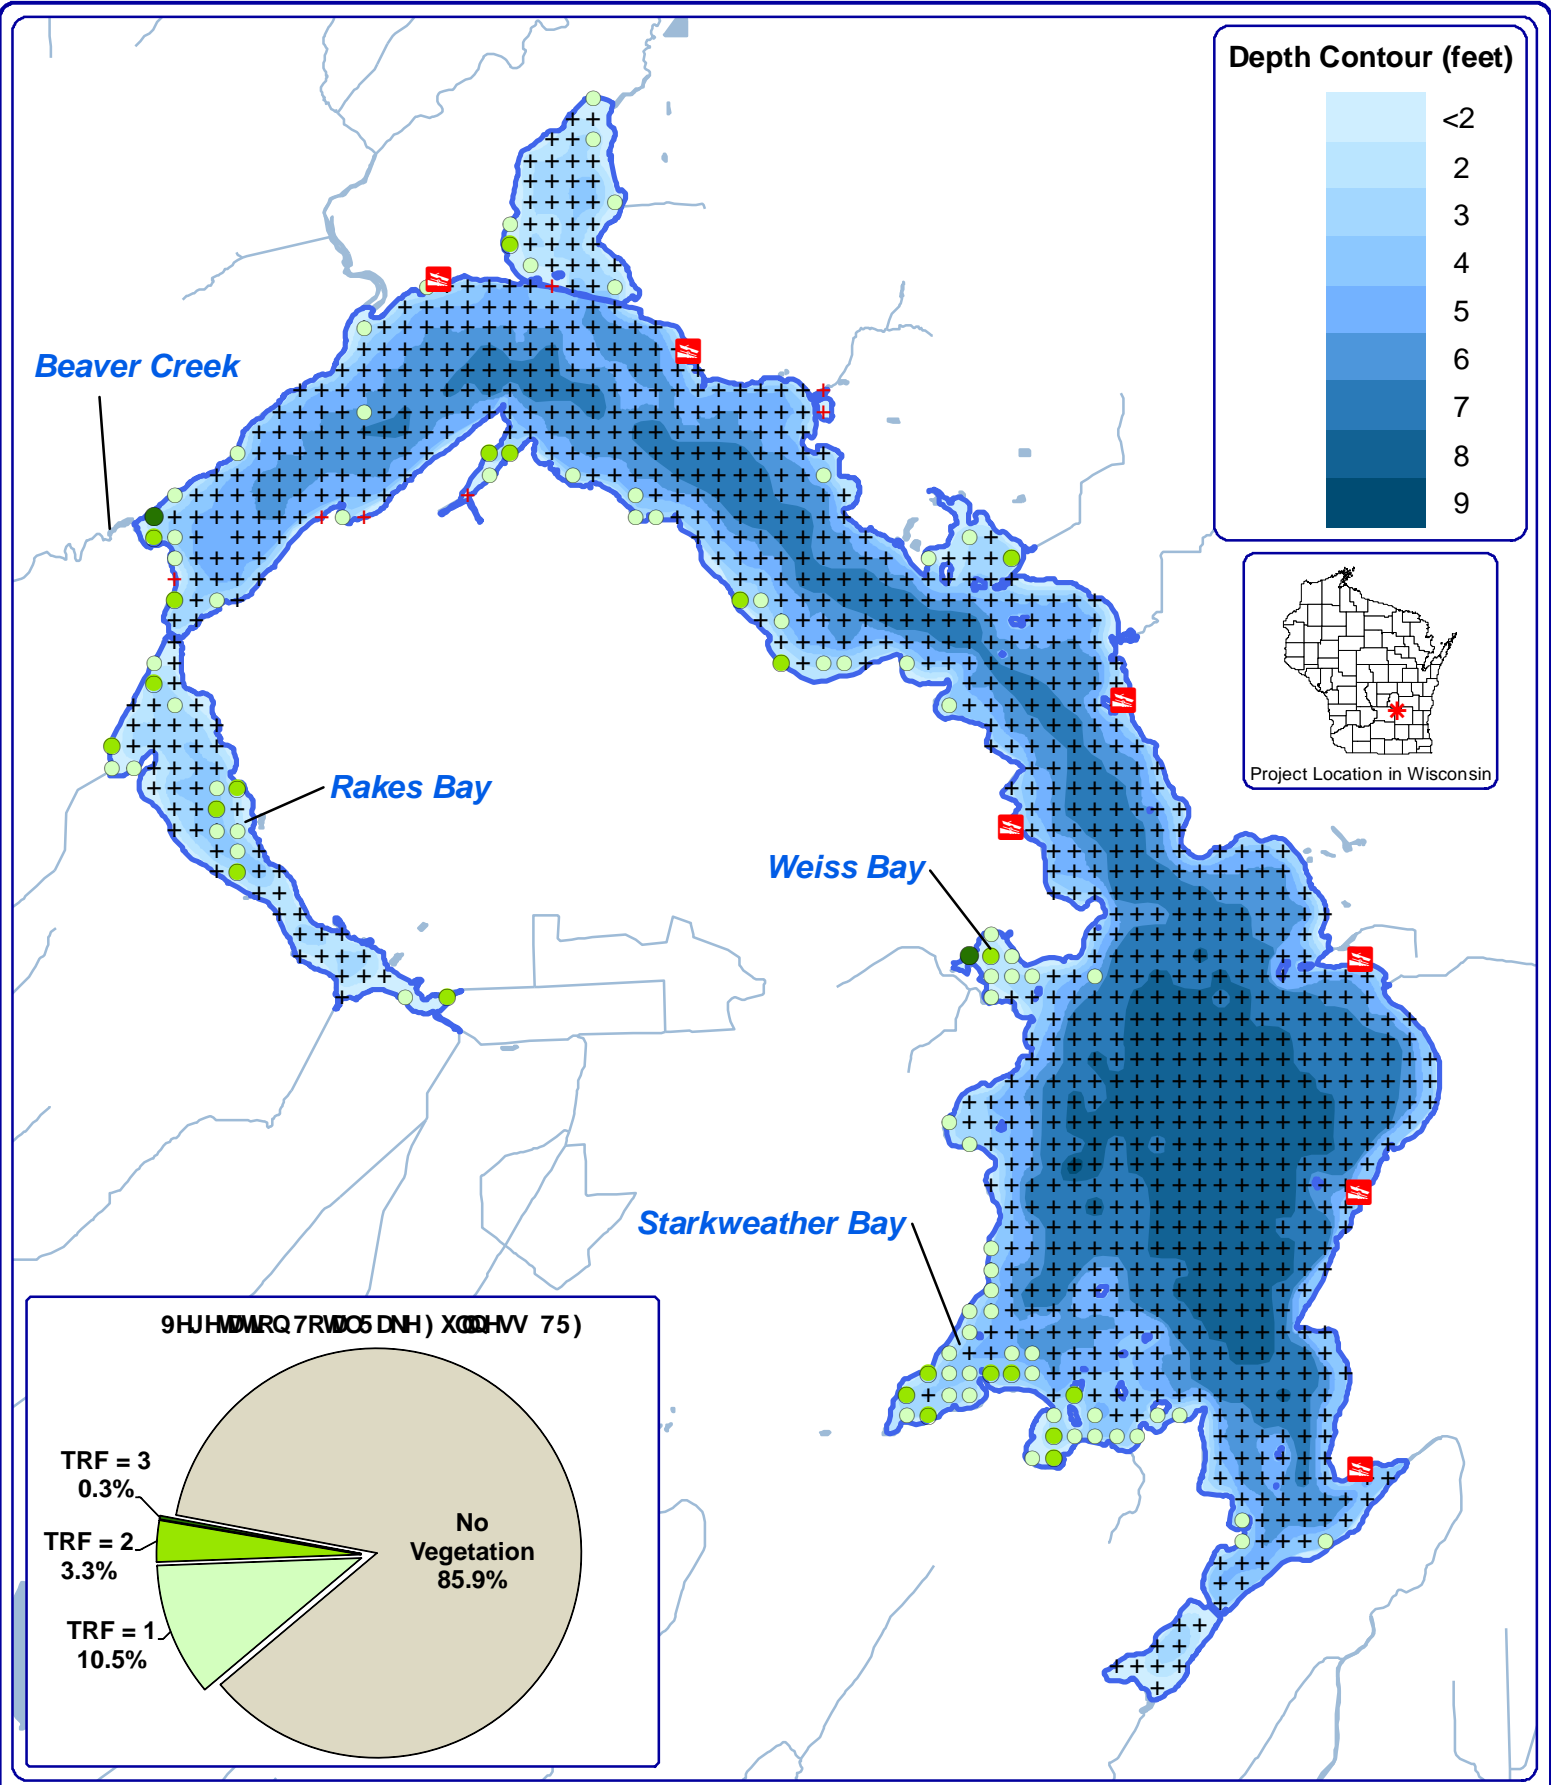 Depth Contour (feet)
<2
2
3
4
5
6
7
8
9
Beaver Creek
Project Location in Wisconsin
Rakes Bay
Weiss Bay
Starkweather Bay
TRF = 3
0.3%
TRF = 2
3.3%
TRF = 1
10.5%
No
Vegetation
85.9%